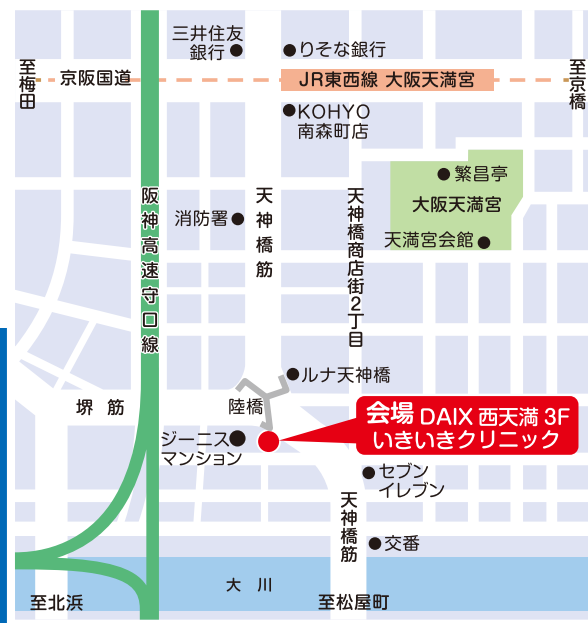 三井住友
銀行
りそな銀行
至梅田
京阪国道
JR東西線 大阪天満宮
至京橋
KOHYO
南森町店
繁昌亭
大阪天満宮
天満宮会館
阪神高速守口線
消防署
天神橋筋
天神橋商店街2丁目
ルナ天神橋
陸橋
堺筋
会場 DAIX 西天満 3F
いきいきクリニック
ジーニス
マンション
セブン
イレブン
天神橋筋
交番
大川
至北浜
至松屋町